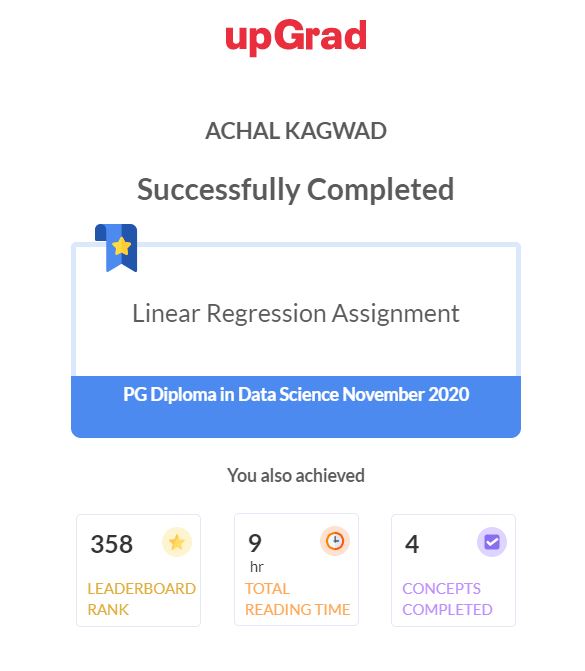 upGrad
ACHAL KAGWAD
Successfully Completed
Linear Regression Assignment
PG Diploma in Data Science November 2020
You also achieved
358
LEADERBOARD
RANK
9
hr
TOTAL
READING TIME
4
CONCEPTS
COMPLETED